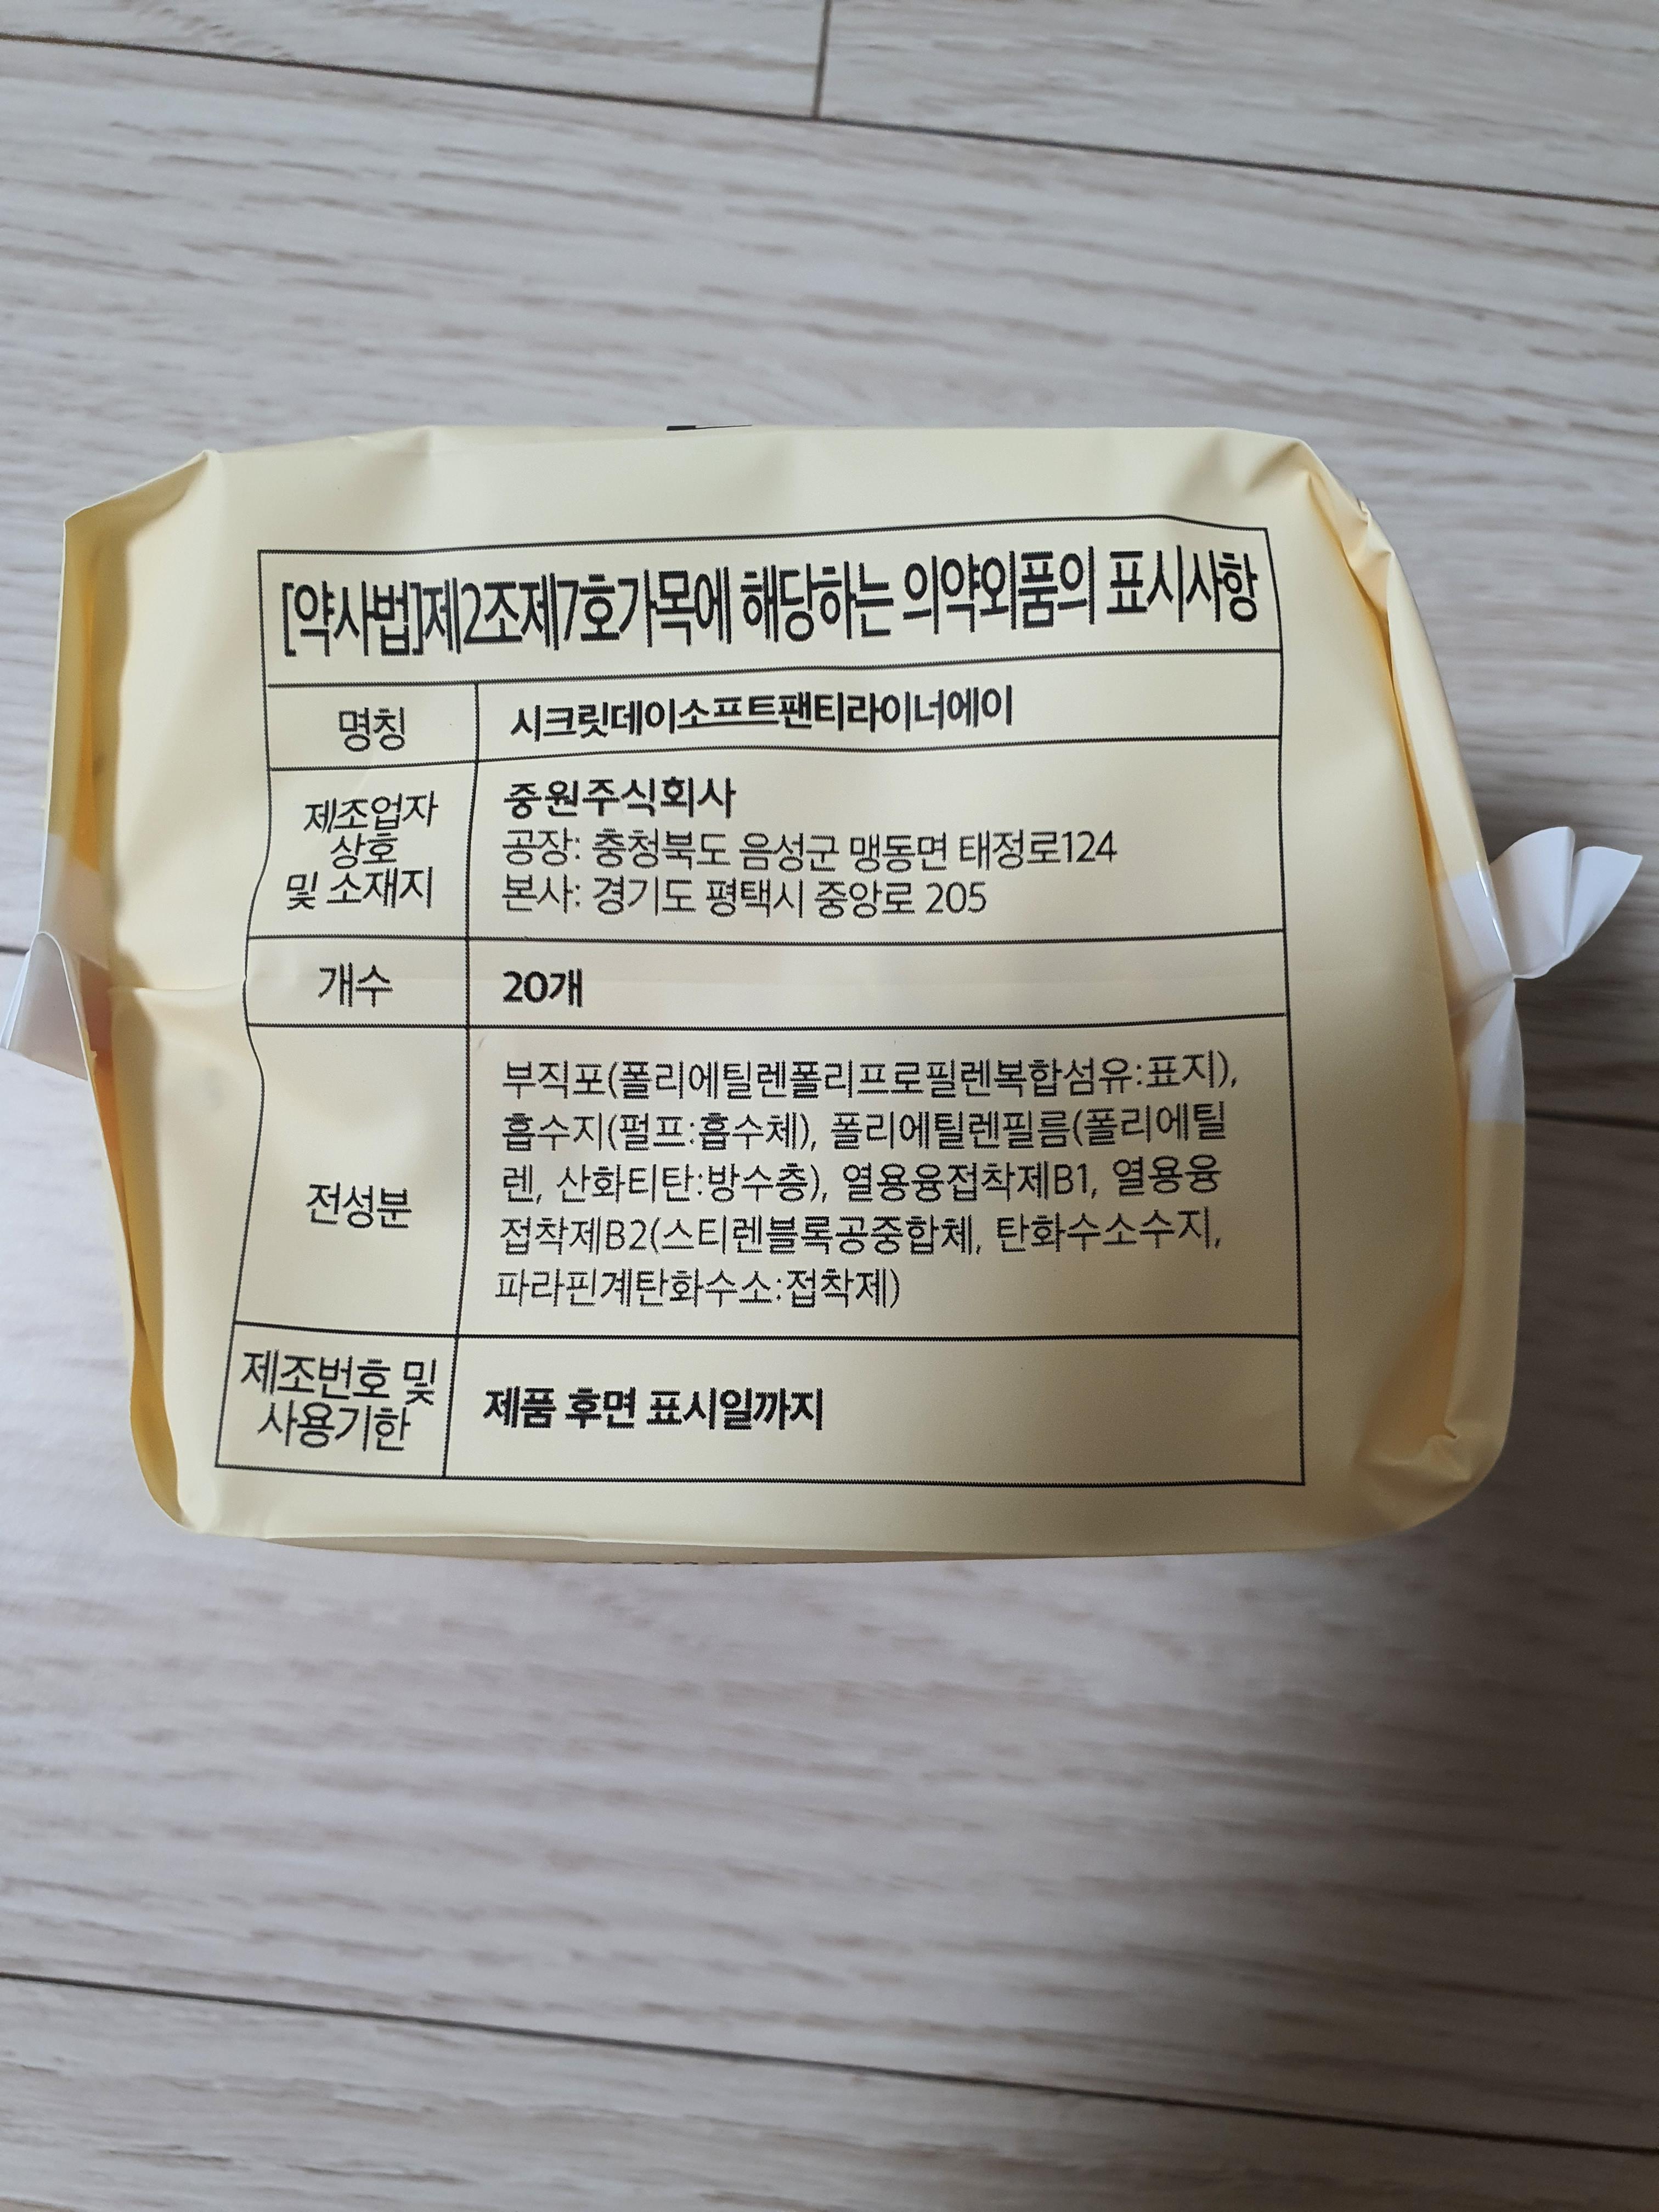 [약사법]제2조제7호가목에 해당하는 의약외품의 표시사항
명칭
시크릿데이소프트팬티라이너에이
제조업자
상호
및 소재지
중원주식회사
공장: 충청북도 음성군 맹동면 태정로124
본사: 경기도 평택시 중앙로 205
개수
20개
전성분
부직포(폴리에틸렌폴리프로필렌복합섬유:표지),
흡수지(펄프:흡수체), 폴리에틸렌필름(폴리에틸
렌, 산화티탄:방수층), 열용융접착제B1, 열용융
접착제B2(스티렌블록공중합체, 탄화수소수지,
파라핀계탄화수소:접착제)
제조번호 및
사용기한
제품 후면 표시일까지